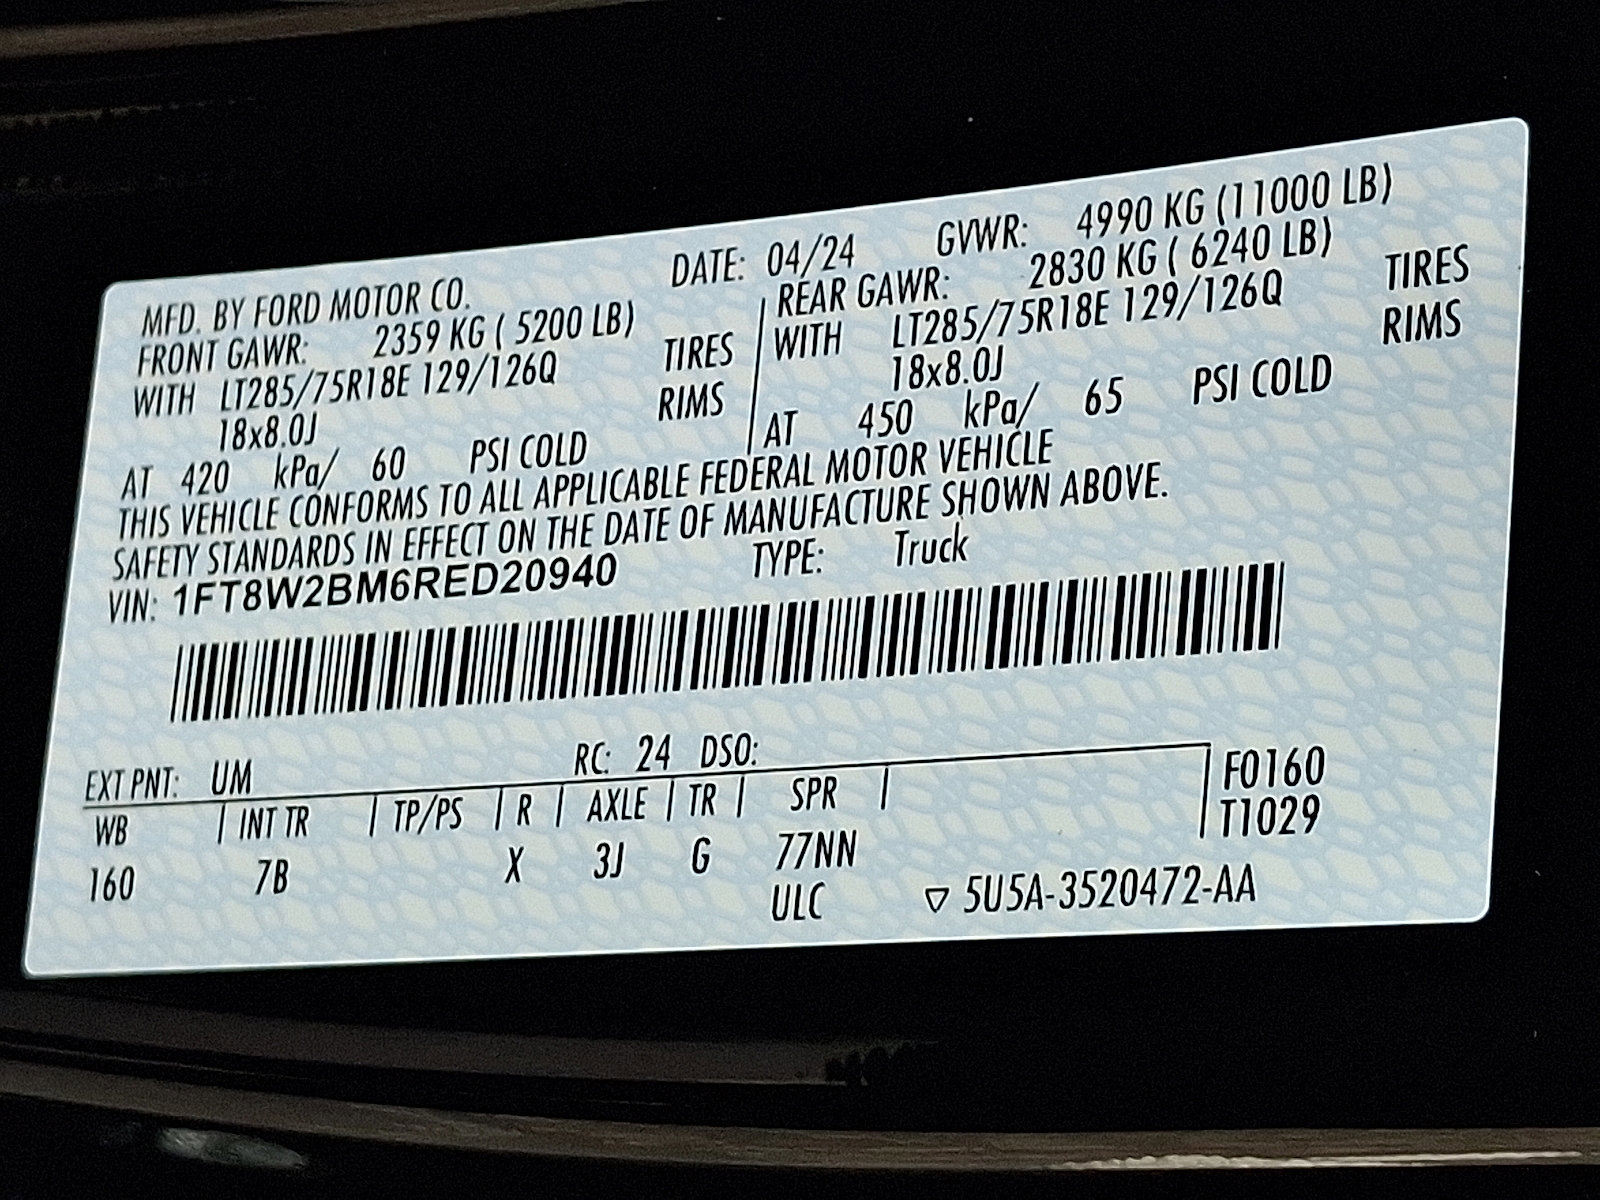 MFD. BY FORD MOTOR CO. DATE: 04/24 GVWR: 4990 KG (11000 LB)
FRONT GAWR: 2359 KG ( 5200 LB)
WITH LT285/75R18E 129/126Q TIRES
18x8.0J RIMS
AT 420 kPa/ 60 PSI COLD
REAR GAWR: 2830 KG ( 6240 LB)
WITH LT285/75R18E 129/126Q TIRES
18x8.0J RIMS
AT 450 kPa/ 65 PSI COLD
THIS VEHICLE CONFORMS TO ALL APPLICABLE FEDERAL MOTOR VEHICLE
SAFETY STANDARDS IN EFFECT ON THE DATE OF MANUFACTURE SHOWN ABOVE.
VIN: 1FT8W2BM6RED20940 TYPE: Truck
EXT PNT: UM RC: 24 DSO:
WB | INT TR | TP/PS | R | AXLE | TR | SPR |
160 7B X 3J G 77NN
ULC
F0160
T1029
▽ 5U5A-3520472-AA